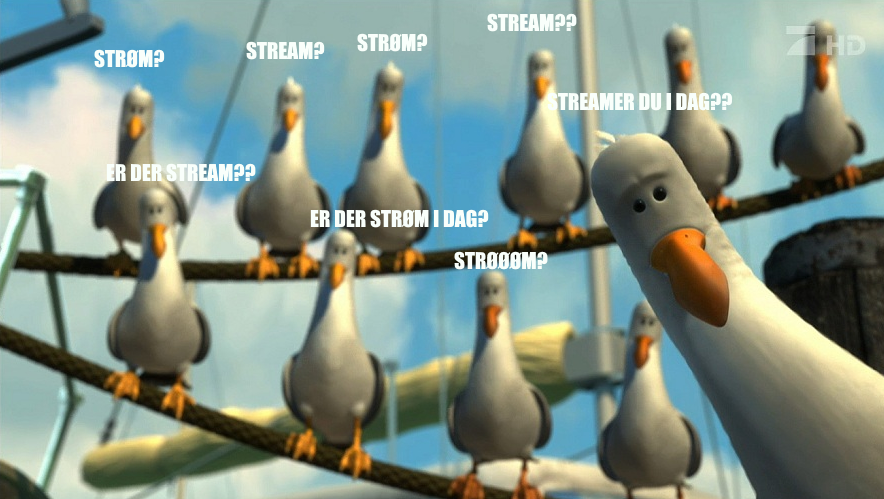 STREAM??
STRØM?
STREAM?
STRØM?
HD
STREAMER DU I DAG??
ER DER STREAM??
ER DER STRØM I DAG?
STRØØØM?